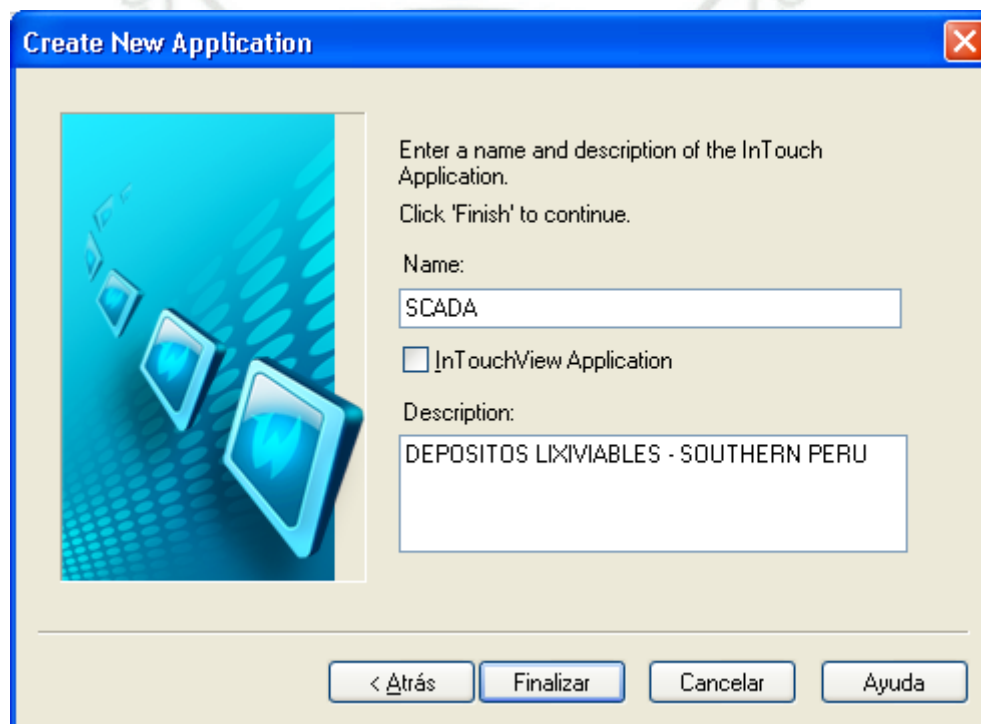 Create New Application
Enter a name and description of the InTouch
Application.
Click 'Finish' to continue.
Name:
SCADA
InTouchView Application
Description:
DEPOSITOS LIXIVIABLES - SOUTHERN PERU
< Atrás
Finalizar
Cancelar
Ayuda